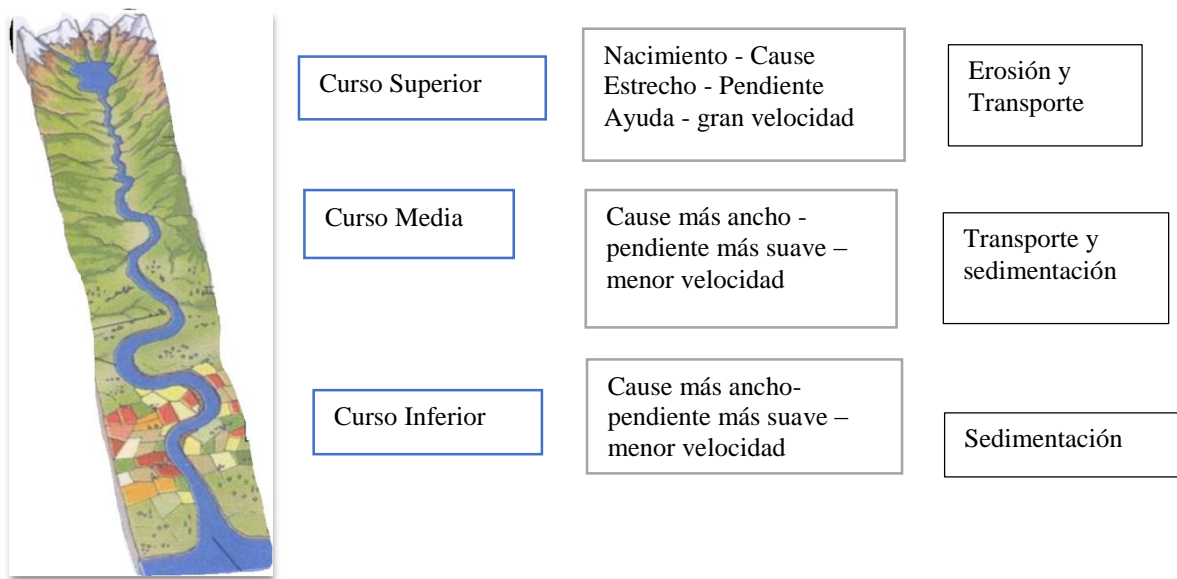 Curso Superior
Nacimiento - Cause
Estrecho - Pendiente
Ayuda - gran velocidad
Erosión y
Transporte
Curso Media
Cause más ancho -
pendiente más suave –
menor velocidad
Transporte y
sedimentación
Curso Inferior
Cause más ancho-
pendiente más suave –
menor velocidad
Sedimentación